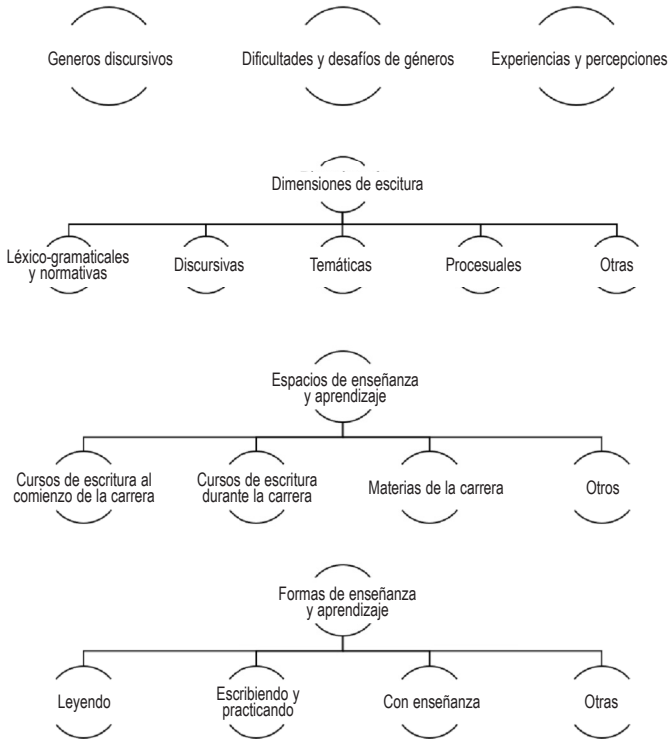 Generos discursivos
Dificultades y desafíos de géneros
Experiencias y percepciones
Dimensiones de escitura
Léxico-gramaticales
y normativas
Discursivas
Temáticas
Procesuales
Otras
Espacios de enseñanza
y aprendizaje
Cursos de escritura al
comienzo de la carrera
Cursos de escritura
durante la carrera
Materias de la carrera
Otros
Formas de enseñanza
y aprendizaje
Leyendo
Escribiendo y
practicando
Con enseñanza
Otras